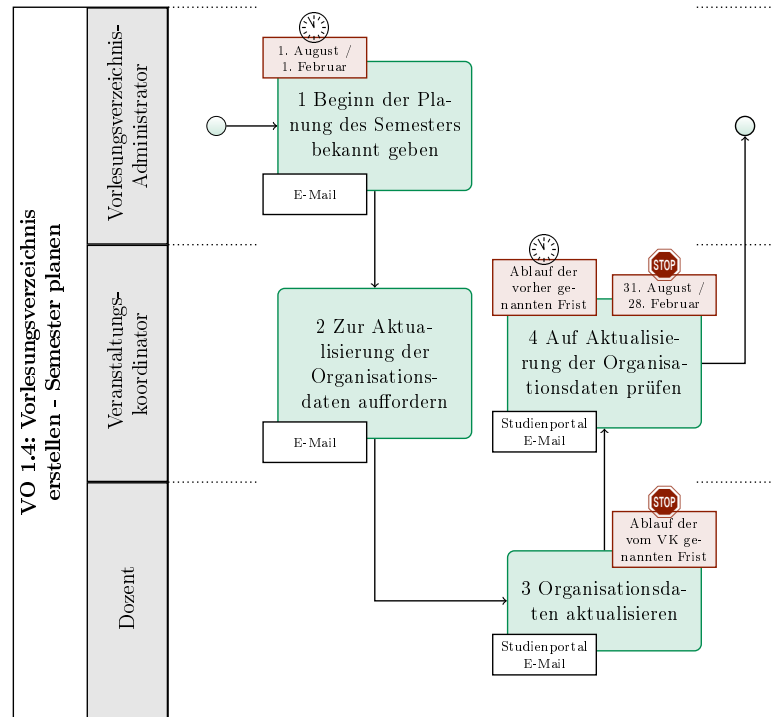 VO 1.4: Vorlesungsverzeichnis
erstellen - Semester planen
Vorlesungsverzeichnis-
Administrator
1. August /
1. Februar
1 Beginn der Pla-
nung des Semesters
bekannt geben
E-Mail
Veranstaltungs-
koordinator
2 Zur Aktua-
lisierung der
Organisations-
daten auffordern
E-Mail
Ablauf der
vorher ge-
nannten Frist
STOP
31. August /
28. Februar
4 Auf Aktualisie-
rung der Organisa-
tionsdaten prüfen
Studienportal
E-Mail
Dozent
STOP
Ablauf der
vom VK ge-
nannten Frist
3 Organisationsda-
ten aktualisieren
Studienportal
E-Mail